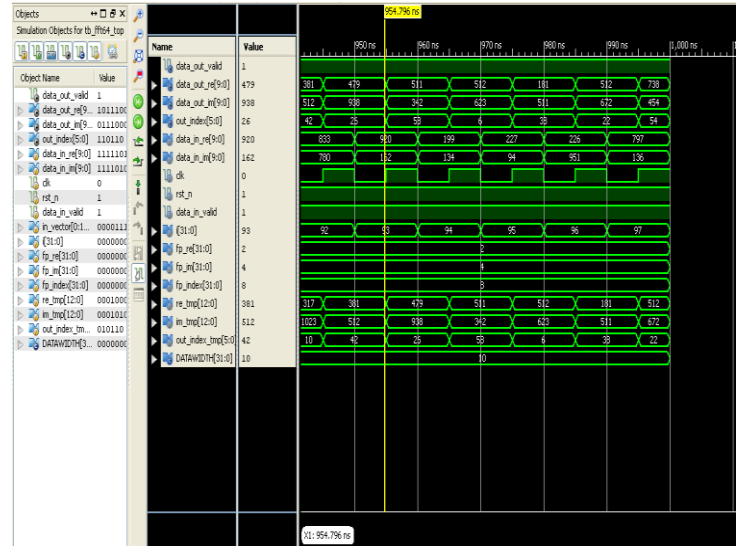 Objects
Simulation Objects for tb_fft64_top
Object Name Value
data_out_valid 1
data_out_re[9... 1011100
data_out_im[9... 0111000
out_index[5:0] 110110
data_in_re[9:0] 1111101
data_in_im[9:0] 1111010
clk 0
rst_n 1
data_in_valid 1
in_vector[0:1... 0000111
i[31:0] 0000000
fp_re[31:0] 0000000
fp_im[31:0] 0000000
fp_index[31:0] 0000000
re_tmp[12:0] 0001000
im_tmp[12:0] 0001010
out_index_tm... 010110
DATAWIDTH[3... 0000000
954.796 ns
Name Value 950 ns 960 ns 970 ns 980 ns 990 ns 1,000 ns
data_out_valid 1
data_out_re[9:0] 479 381 479 511 512 181 512 738
data_out_im[9:0] 938 512 938 342 623 511 672 454
out_index[5:0] 26 42 26 58 6 38 22 54
data_in_re[9:0] 920 833 920 199 227 226 797
data_in_im[9:0] 162 780 162 134 94 951 136
clk 0
rst_n 1
data_in_valid 1
i[31:0] 93 92 93 94 95 96 97
fp_re[31:0] 2 2
fp_im[31:0] 4 4
fp_index[31:0] 8 8
re_tmp[12:0] 381 317 381 479 511 512 181 512
im_tmp[12:0] 512 1023 512 938 342 623 511 672
out_index_tmp[5:0] 42 10 42 26 58 6 38 22
DATAWIDTH[31:0] 10 10
X1: 954.796 ns